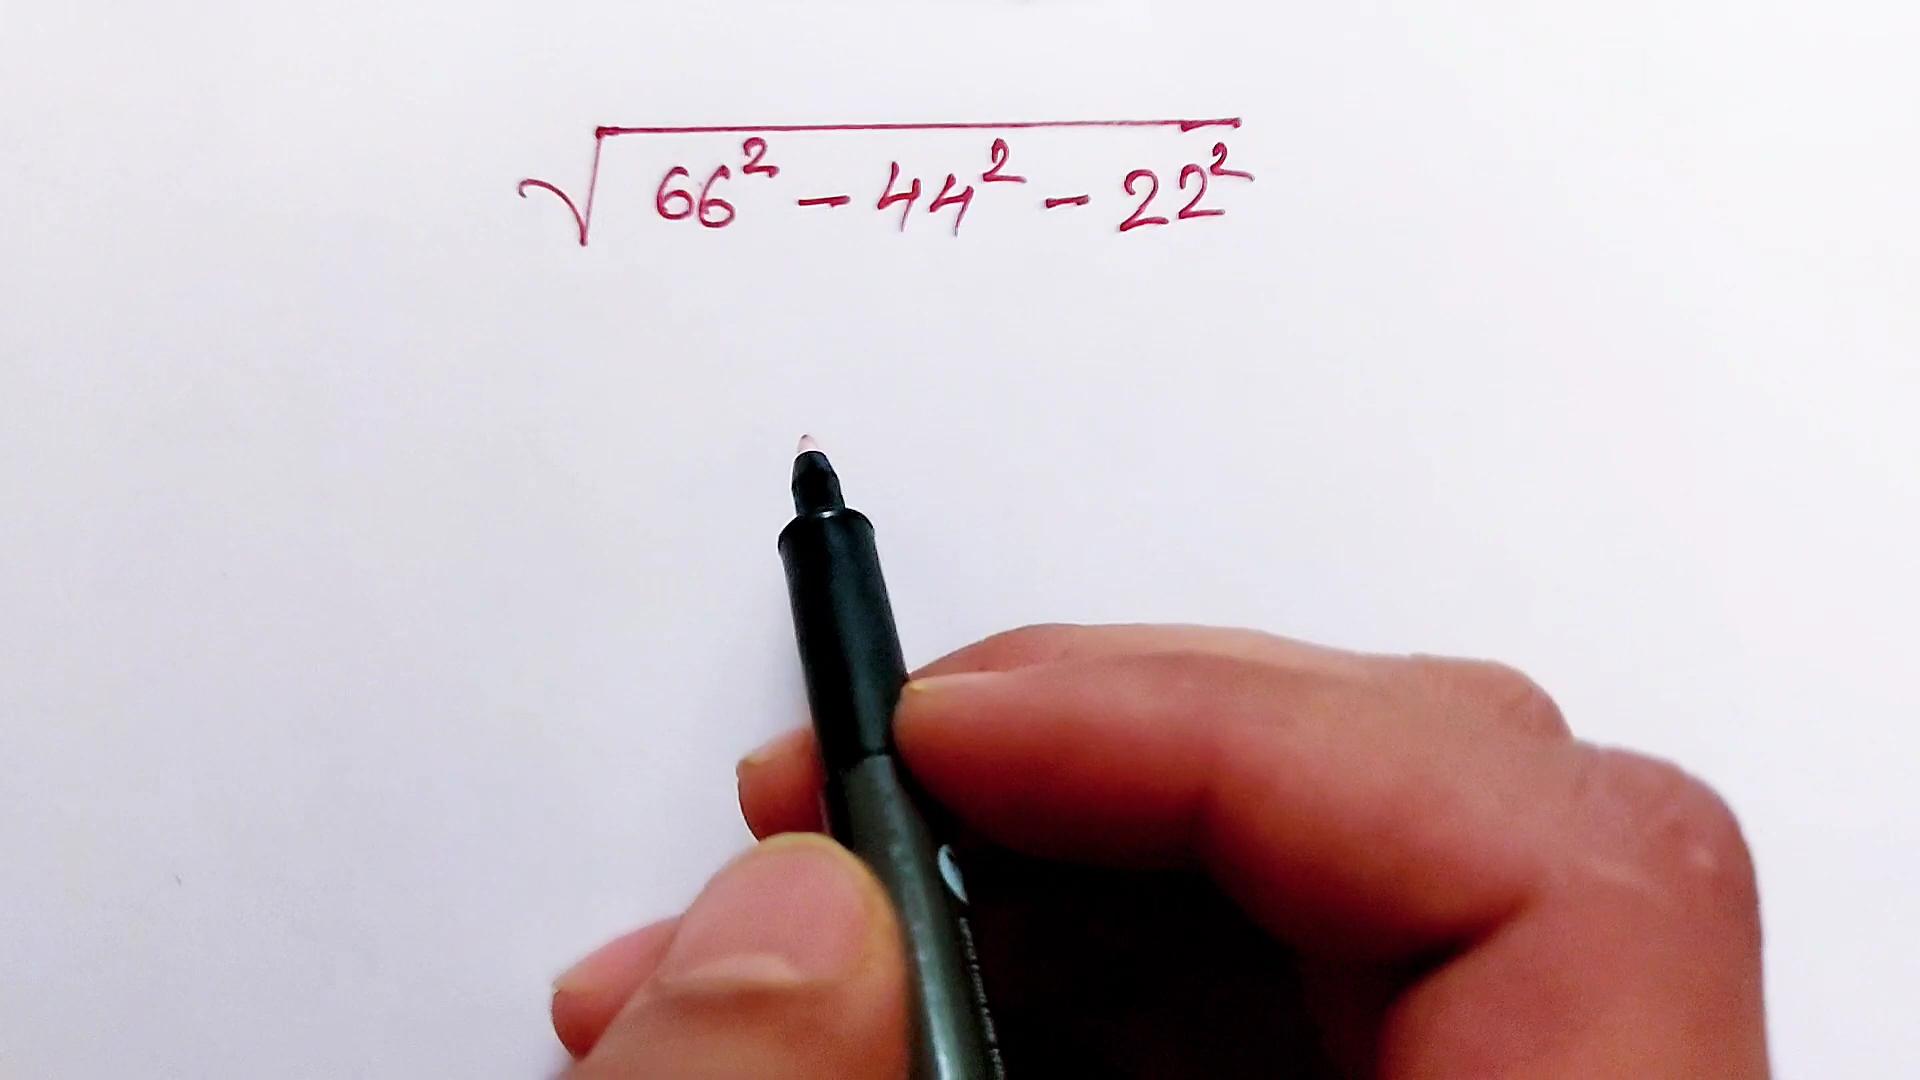 √66² - 44² - 22²